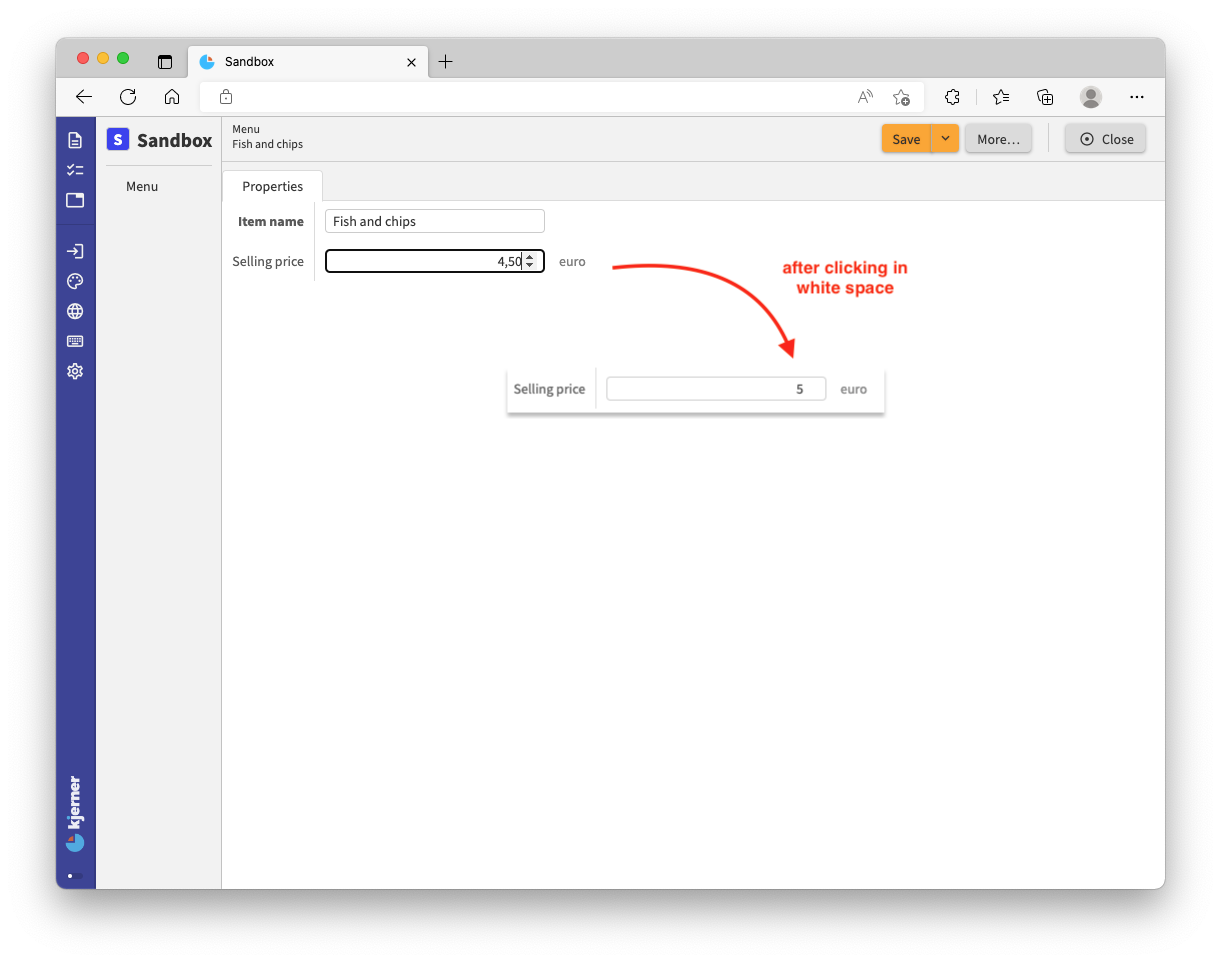 Sandbox
S Sandbox
Menu
Fish and chips
Save
More...
Close
Menu
Properties
Item name
Fish and chips
Selling price
4,50
euro
after clicking in
white space
Selling price
5
euro
kjerner